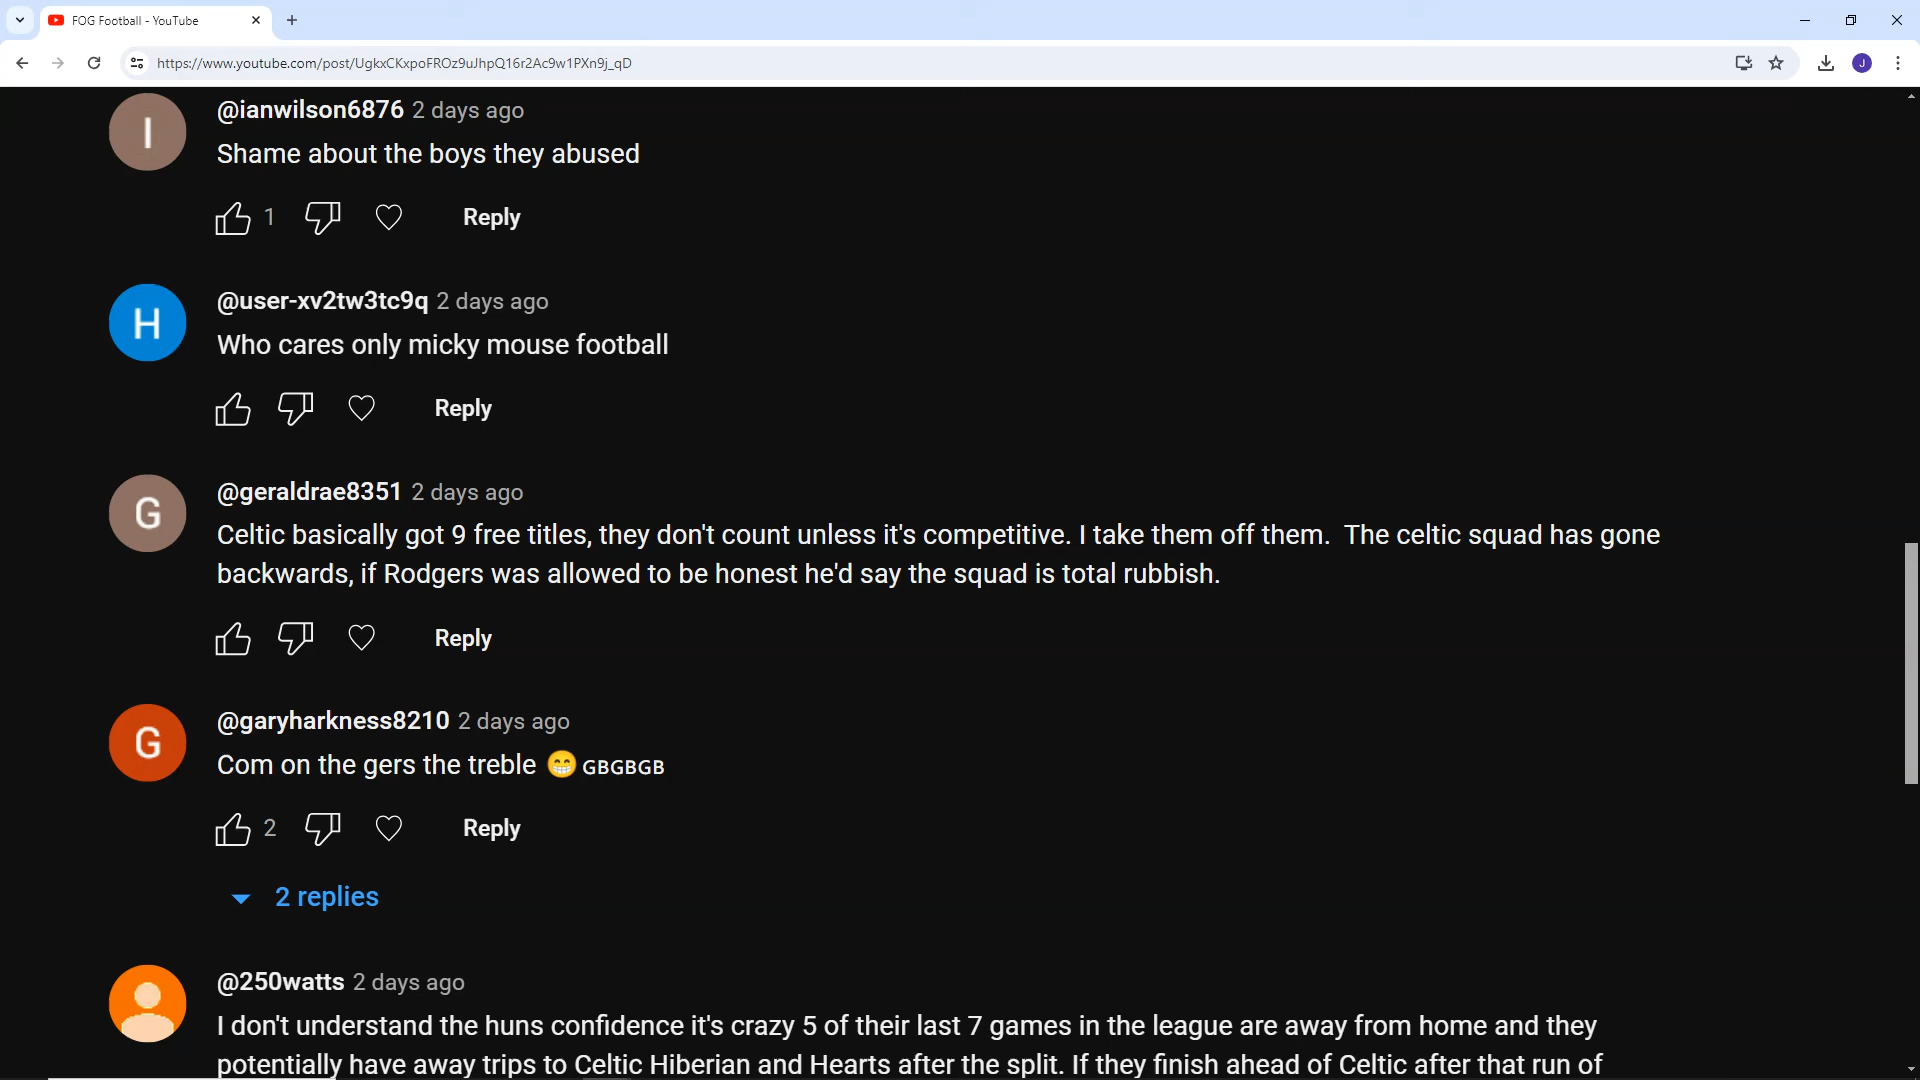 FOG Football - YouTube
https://www.youtube.com/post/UgkxCKxpoFROz9uJhpQ16r2Ac9w1PXn9j_qD
J
I
@ianwilson6876 2 days ago
Shame about the boys they abused
1 Reply
H
@user-xv2tw3tc9q 2 days ago
Who cares only micky mouse football
Reply
G
@geraldrae8351 2 days ago
Celtic basically got 9 free titles, they don't count unless it's competitive. I take them off them.  The celtic squad has gone
backwards, if Rodgers was allowed to be honest he'd say the squad is total rubbish.
Reply
G
@garyharkness8210 2 days ago
Com on the gers the treble 😁 GBGBGB
2 Reply
2 replies
@250watts 2 days ago
I don't understand the huns confidence it's crazy 5 of their last 7 games in the league are away from home and they
potentially have away trips to Celtic Hiberian and Hearts after the split. If they finish ahead of Celtic after that run of